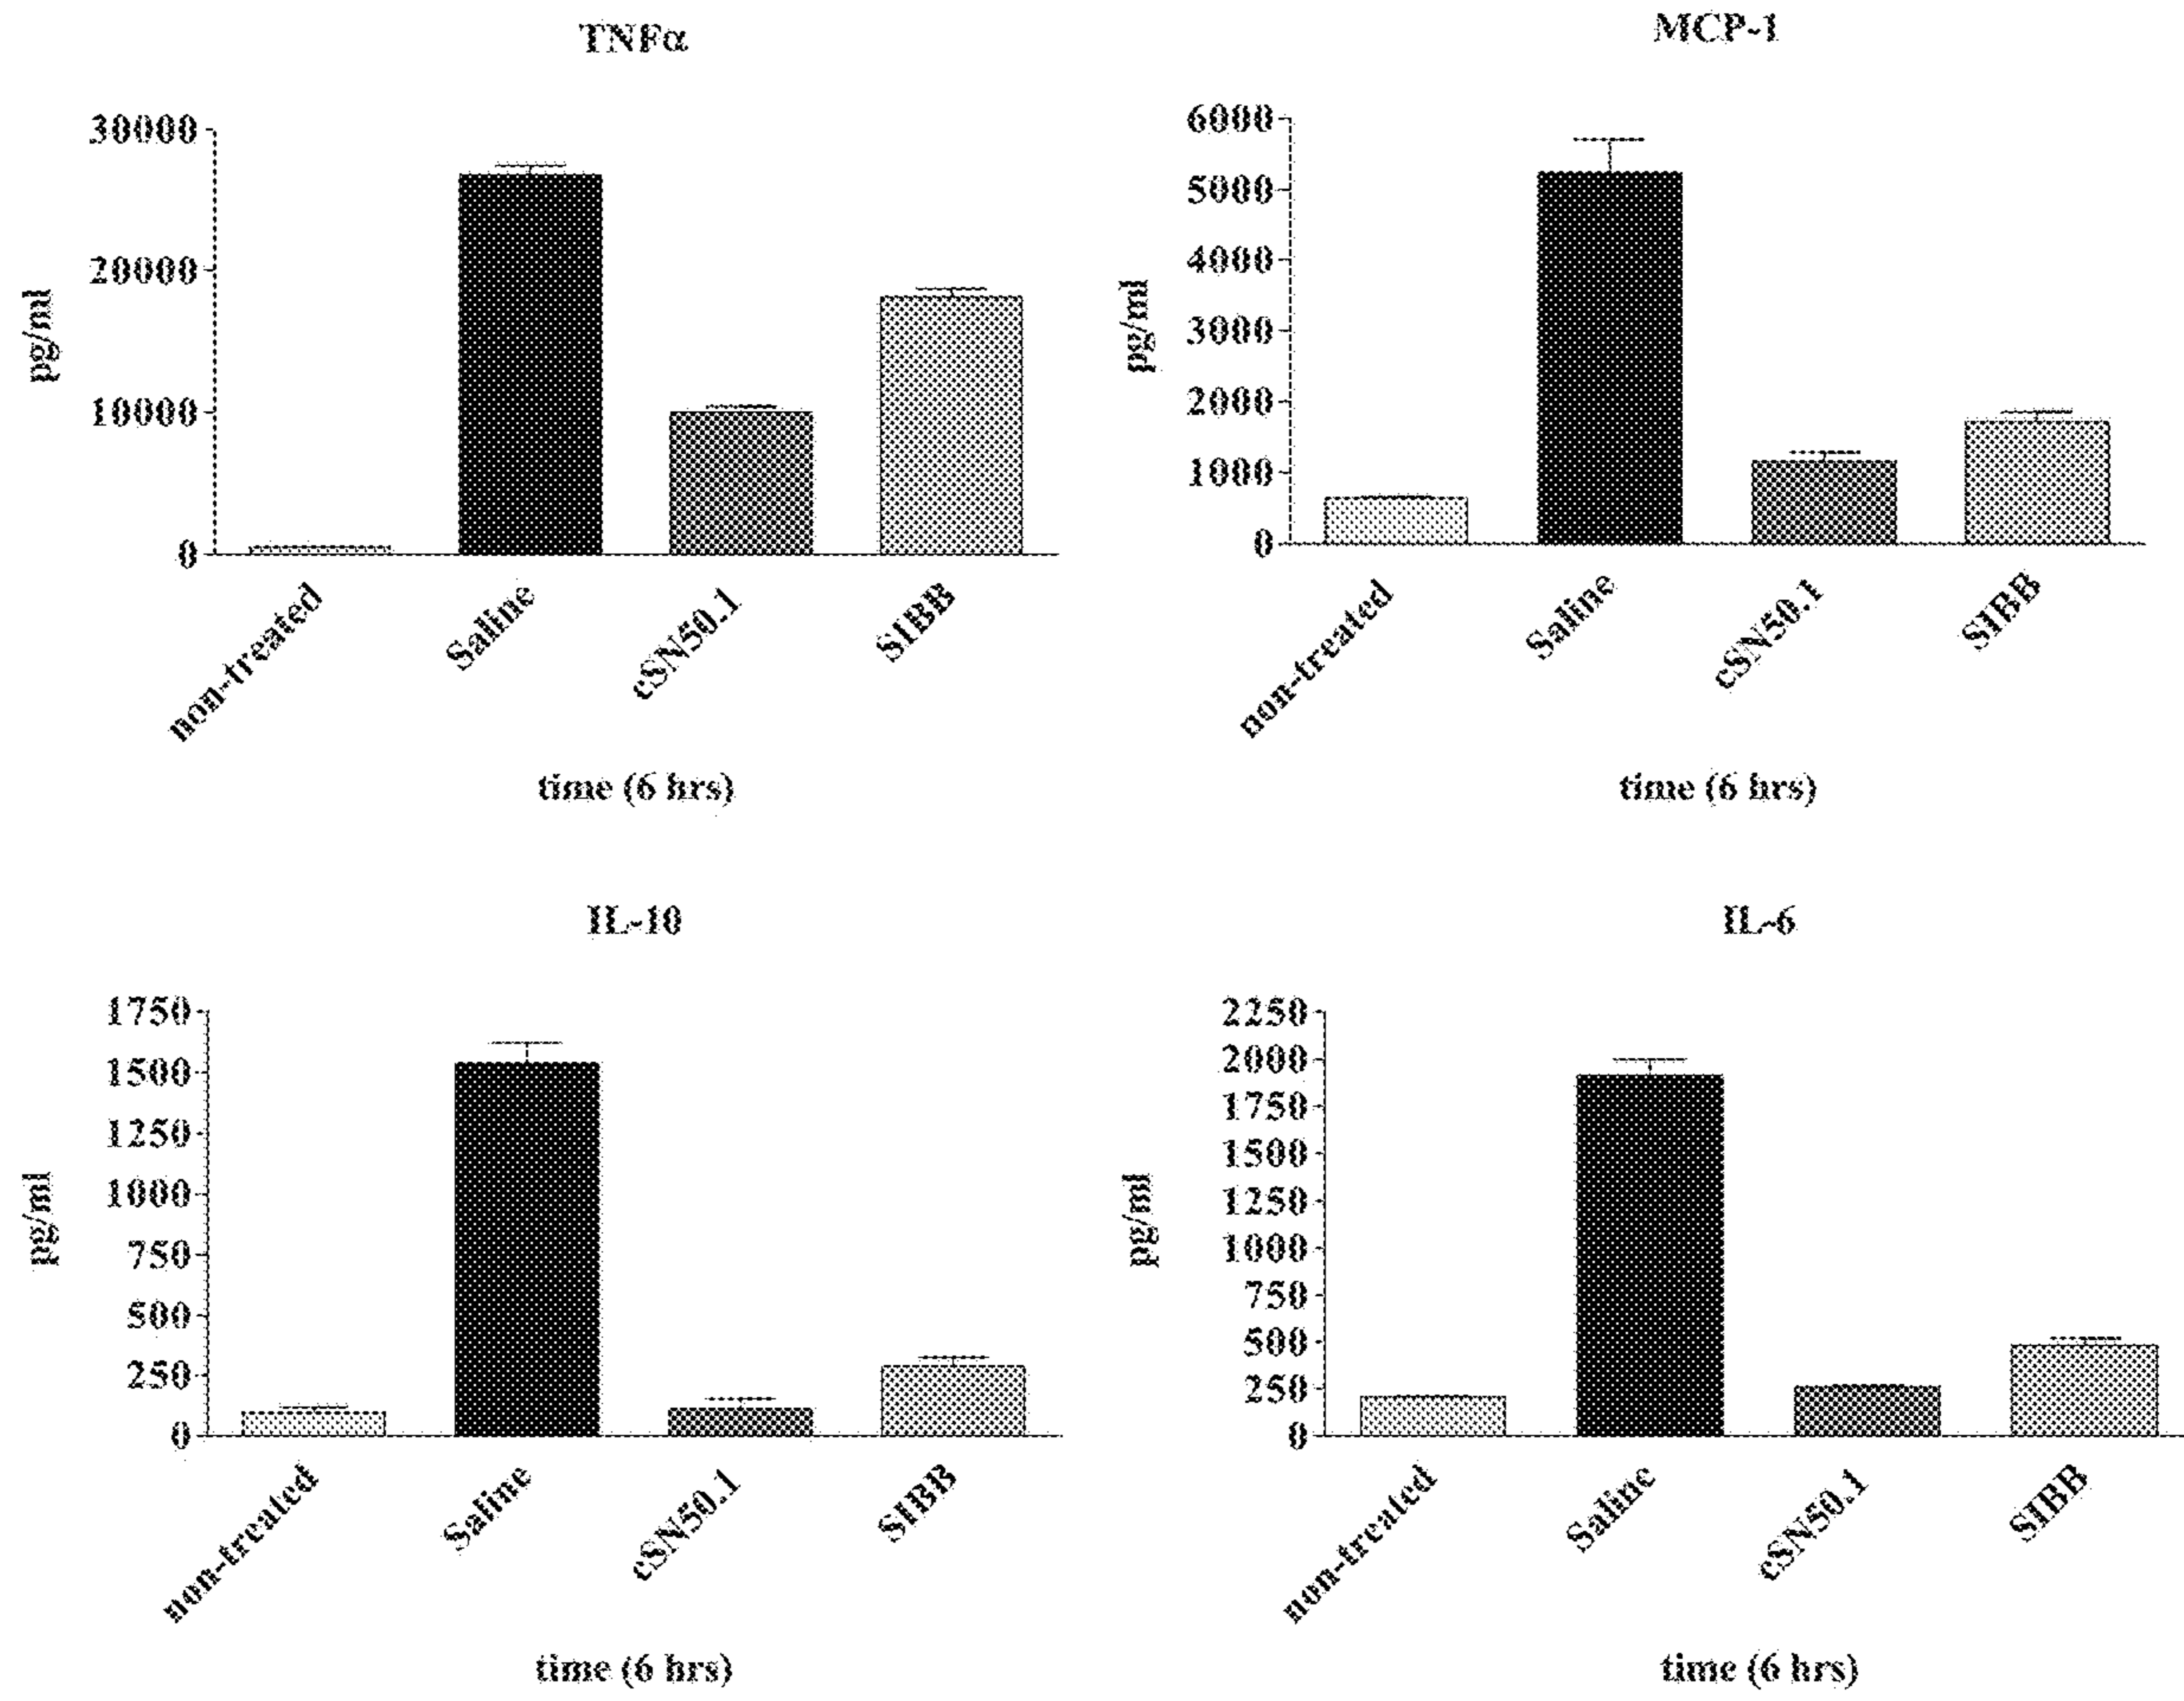 TNFα
30000
20000
10000
0
pg/ml
non-treated
Saline
cSN50.1
SIBB
time (6 hrs)
MCP-1
6000
5000
4000
3000
2000
1000
0
pg/ml
non-treated
Saline
cSN50.1
SIBB
time (6 hrs)
IL-10
1750
1500
1250
1000
750
500
250
0
pg/ml
non-treated
Saline
cSN50.1
SIBB
time (6 hrs)
IL-6
2250
2000
1750
1500
1250
1000
750
500
250
0
pg/ml
non-treated
Saline
cSN50.1
SIBB
time (6 hrs)